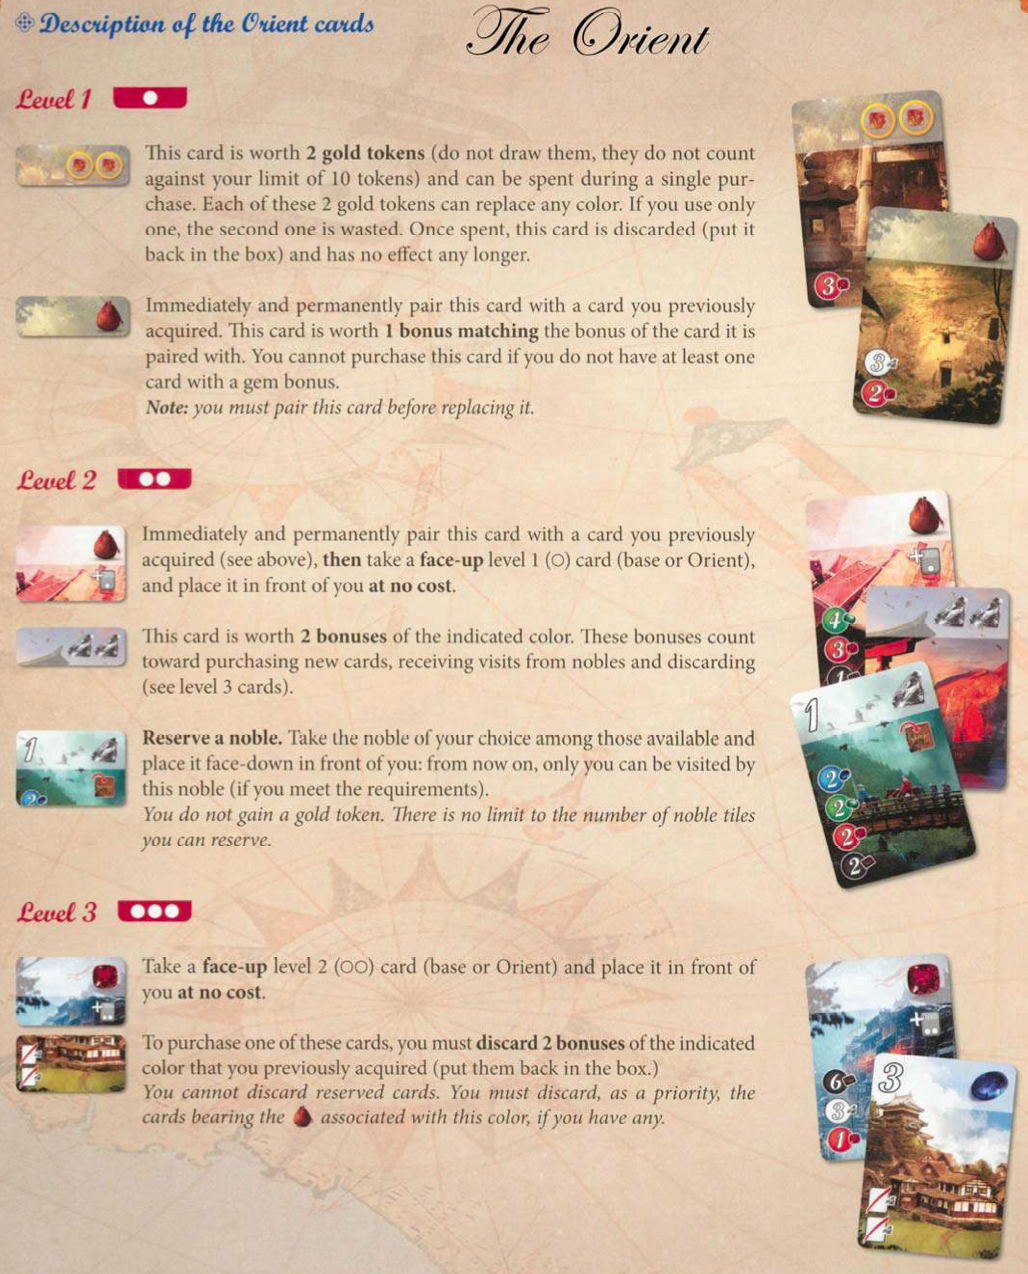 Description of the Orient cards
The Orient
Level 1
This card is worth 2 gold tokens (do not draw them, they do not count
against your limit of 10 tokens) and can be spent during a single pur-
chase. Each of these 2 gold tokens can replace any color. If you use only
one, the second one is wasted. Once spent, this card is discarded (put it
back in the box) and has no effect any longer.
3
Immediately and permanently pair this card with a card you previously
acquired. This card is worth 1 bonus matching the bonus of the card it is
paired with. You cannot purchase this card if you do not have at least one
card with a gem bonus.
Note: you must pair this card before replacing it.
3
2
Level 2
Immediately and permanently pair this card with a card you previously
acquired (see above), then take a face-up level 1 (O) card (base or Orient),
and place it in front of you at no cost.
+
+
4
3
1
This card is worth 2 bonuses of the indicated color. These bonuses count
toward purchasing new cards, receiving visits from nobles and discarding
(see level 3 cards).
1
2
Reserve a noble. Take the noble of your choice among those available and
place it face-down in front of you: from now on, only you can be visited by
this noble (if you meet the requirements).
You do not gain a gold token. There is no limit to the number of noble tiles
you can reserve.
1
2
2
2
2
Level 3
+
Take a face-up level 2 (OO) card (base or Orient) and place it in front of
you at no cost.
+
6
3
1
To purchase one of these cards, you must discard 2 bonuses of the indicated
color that you previously acquired (put them back in the box.)
You cannot discard reserved cards. You must discard, as a priority, the
cards bearing the associated with this color, if you have any.
3